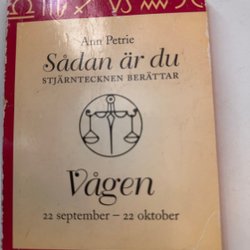 Ann Petrie
Sådan är du
STJÄRNTECKNEN BERÄTTAR
Vågen
22 september – 22 oktober